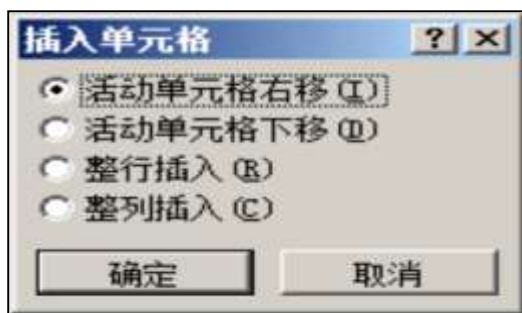 插入单元格
活动单元格右移(I)
活动单元格下移(D)
整行插入(R)
整列插入(C)
确定 取消